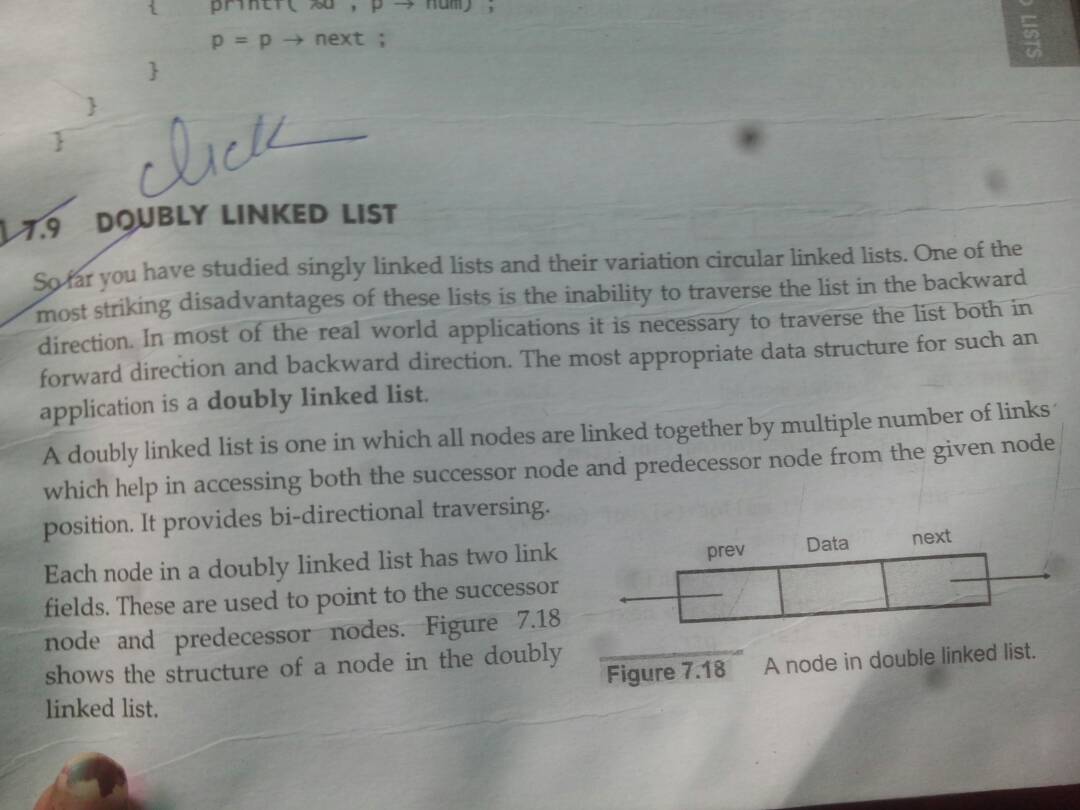 { printf( %d , p → num) ;
p = p → next ;
}
}
}
LISTS
click
7.9 DOUBLY LINKED LIST
So far you have studied singly linked lists and their variation circular linked lists. One of the
most striking disadvantages of these lists is the inability to traverse the list in the backward
direction. In most of the real world applications it is necessary to traverse the list both in
forward direction and backward direction. The most appropriate data structure for such an
application is a doubly linked list.
A doubly linked list is one in which all nodes are linked together by multiple number of links
which help in accessing both the successor node and predecessor node from the given node
position. It provides bi-directional traversing.
Each node in a doubly linked list has two link
fields. These are used to point to the successor
node and predecessor nodes. Figure 7.18
shows the structure of a node in the doubly
linked list.
prev Data next
Figure 7.18 A node in double linked list.